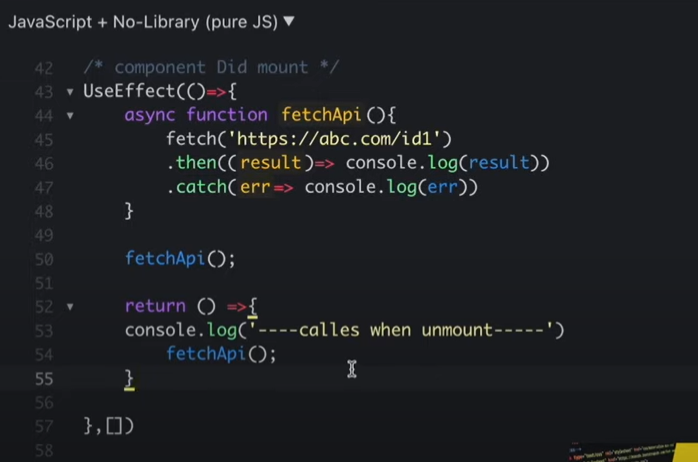 JavaScript + No-Library (pure JS) ▼
42 /* component Did mount */
43 ▼ UseEffect(()=>{
44 ▼ async function fetchApi (){
45 fetch('https://abc.com/id1')
46 .then((result)=> console.log(result))
47 .catch(err=> console.log(err))
48 }
49
50 fetchApi();
51
52 ▼ return () =>{
53 console.log('----calles when unmount-----')
54 fetchApi();
55 }
56
57 },[])
58